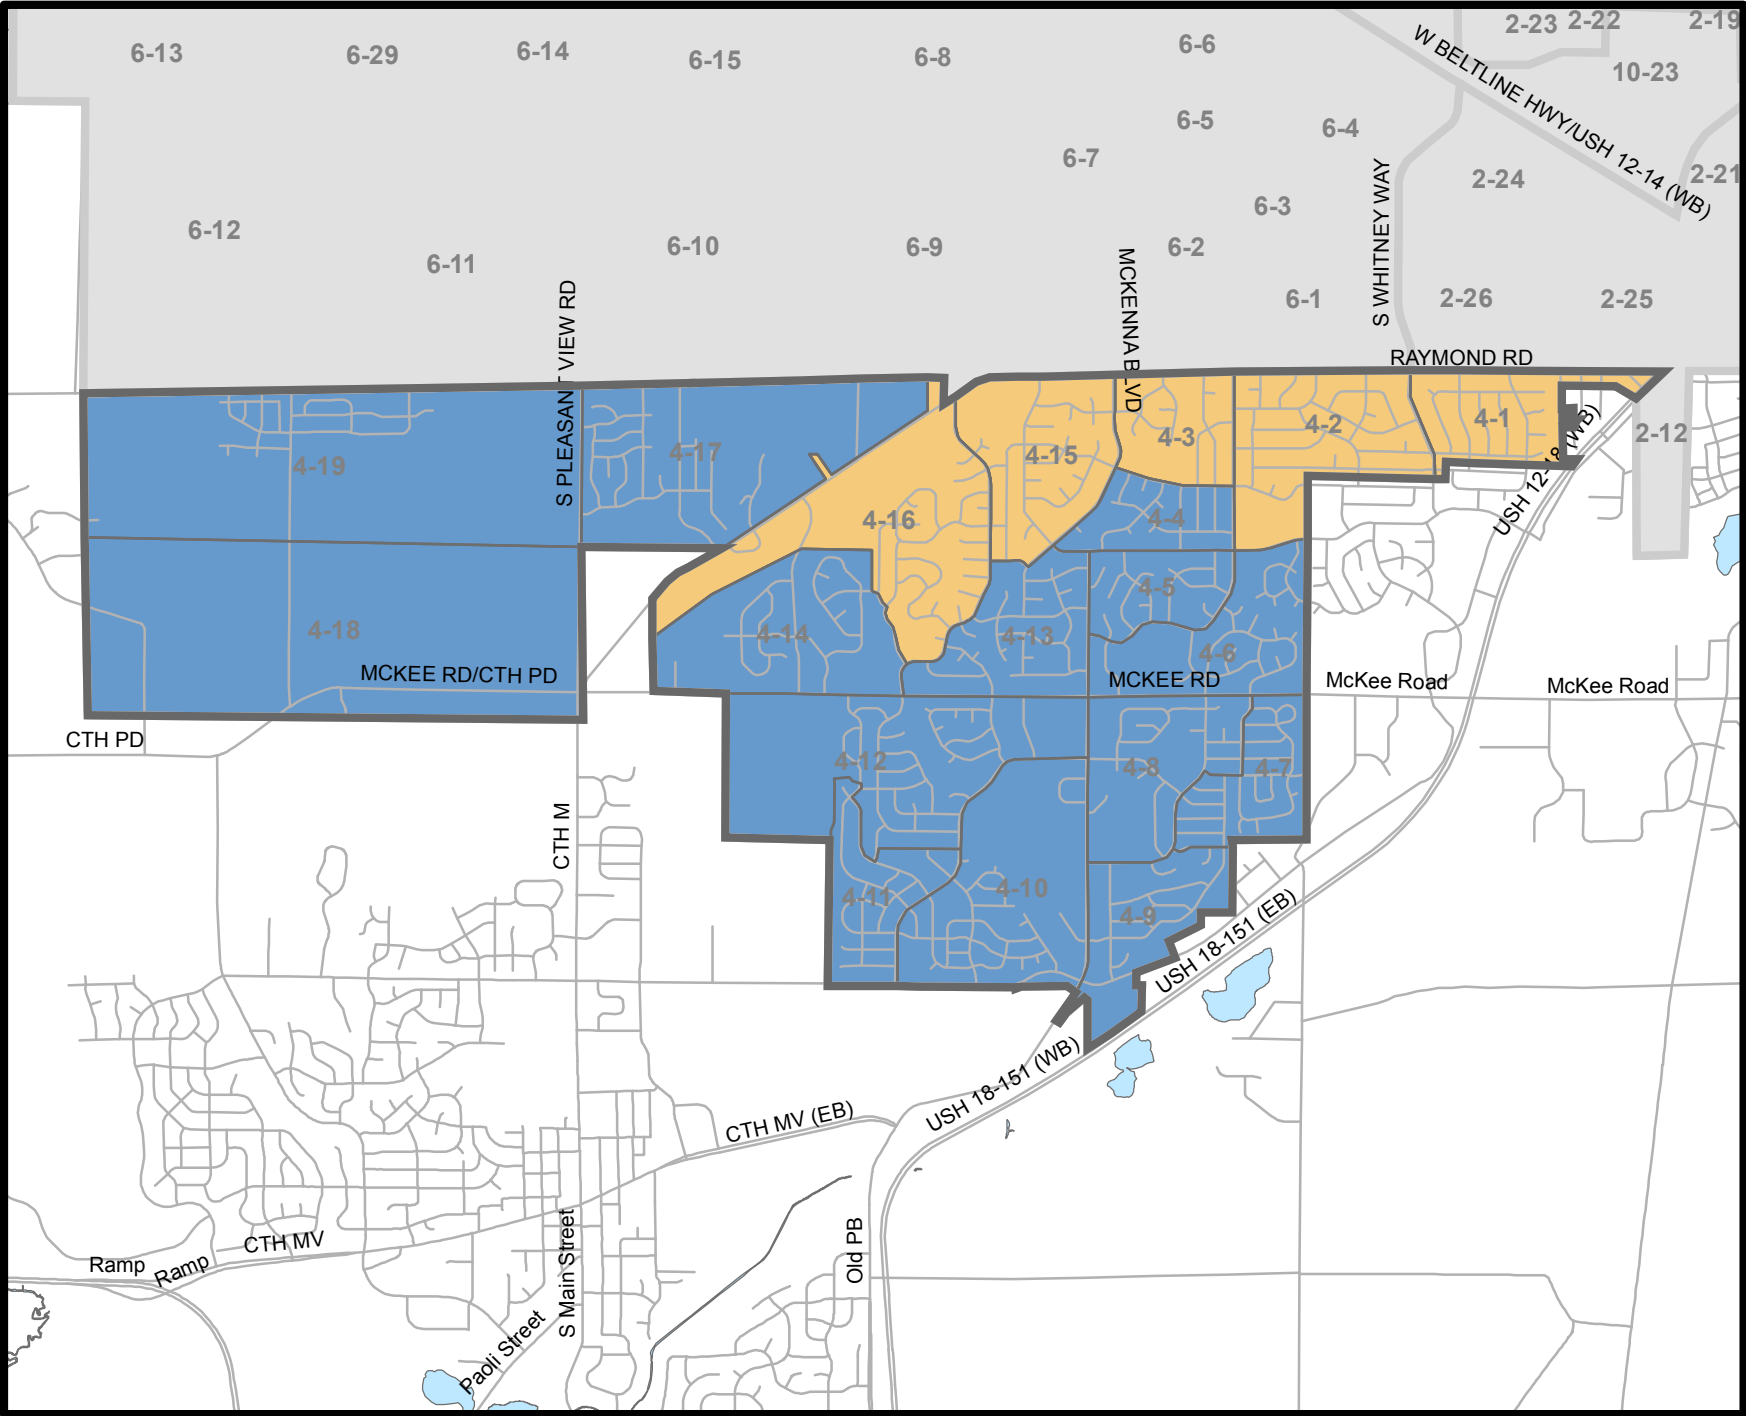 6-13
6-29
6-14
6-15
6-8
6-6
2-23
2-22
2-19
10-23
W BELTLINE HWY/USH 12-14 (WB)
6-5
6-4
6-7
2-24
2-21
6-3
6-12
6-11
6-10
6-9
6-2
S WHITNEY WAY
6-1
2-26
2-25
S PLEASANT VIEW RD
MCKENNA BLVD
RAYMOND RD
4-19
4-17
4-15
4-3
4-2
4-1
2-12
USH 12-18 (WB)
4-16
4-4
4-5
4-18
4-14
4-13
4-6
MCKEE RD/CTH PD
MCKEE RD
McKee Road
McKee Road
CTH PD
4-12
4-8
4-7
CTH M
4-11
4-10
4-9
USH 18-151 (EB)
USH 18-151 (WB)
CTH MV (EB)
CTH MV
Ramp
Ramp
S Main Street
Old PB
Paoli Street